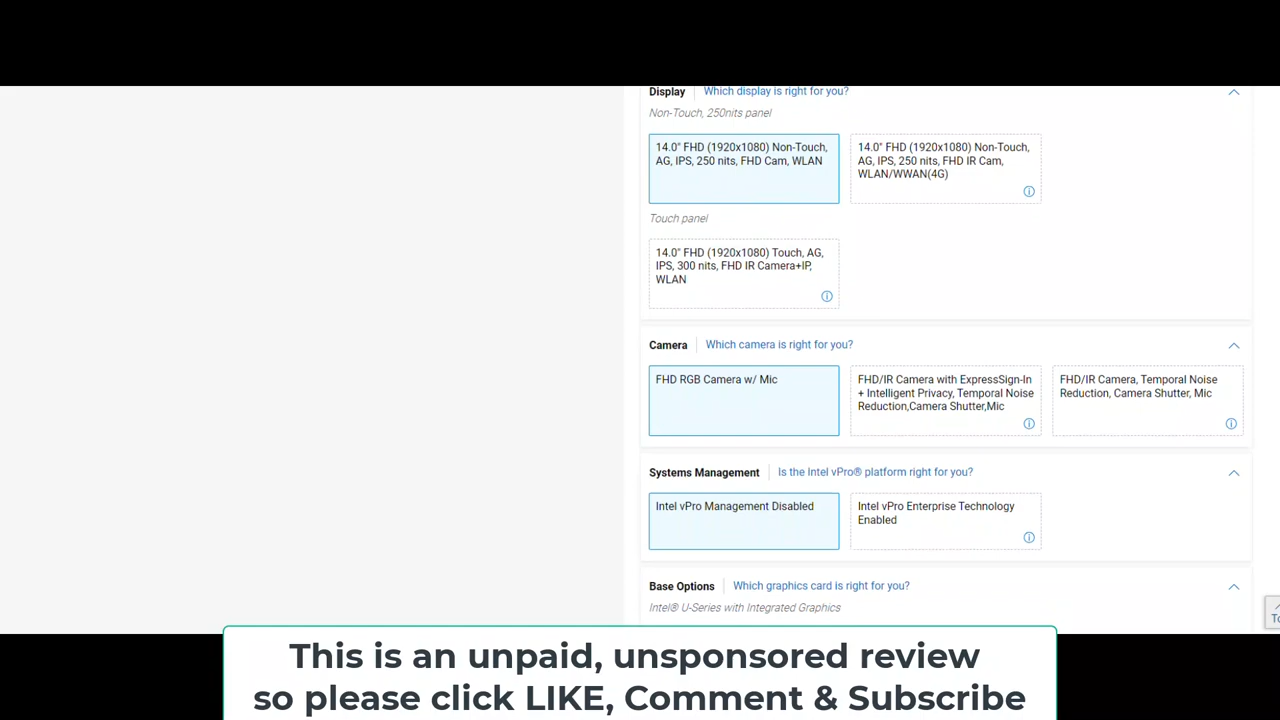 Display Which display is right for you?
Non-Touch, 250nits panel
14.0" FHD (1920x1080) Non-Touch,
AG, IPS, 250 nits, FHD Cam, WLAN
14.0" FHD (1920x1080) Non-Touch,
AG, IPS, 250 nits, FHD IR Cam,
WLAN/WWAN(4G)
Touch panel
14.0" FHD (1920x1080) Touch, AG,
IPS, 300 nits, FHD IR Camera+IP,
WLAN
Camera Which camera is right for you?
FHD RGB Camera w/ Mic
FHD/IR Camera with ExpressSign-In
+ Intelligent Privacy, Temporal Noise
Reduction,Camera Shutter,Mic
FHD/IR Camera, Temporal Noise
Reduction, Camera Shutter, Mic
Systems Management Is the Intel vPro® platform right for you?
Intel vPro Management Disabled
Intel vPro Enterprise Technology
Enabled
Base Options Which graphics card is right for you?
Intel® U-Series with Integrated Graphics
This is an unpaid, unsponsored review
so please click LIKE, Comment & Subscribe